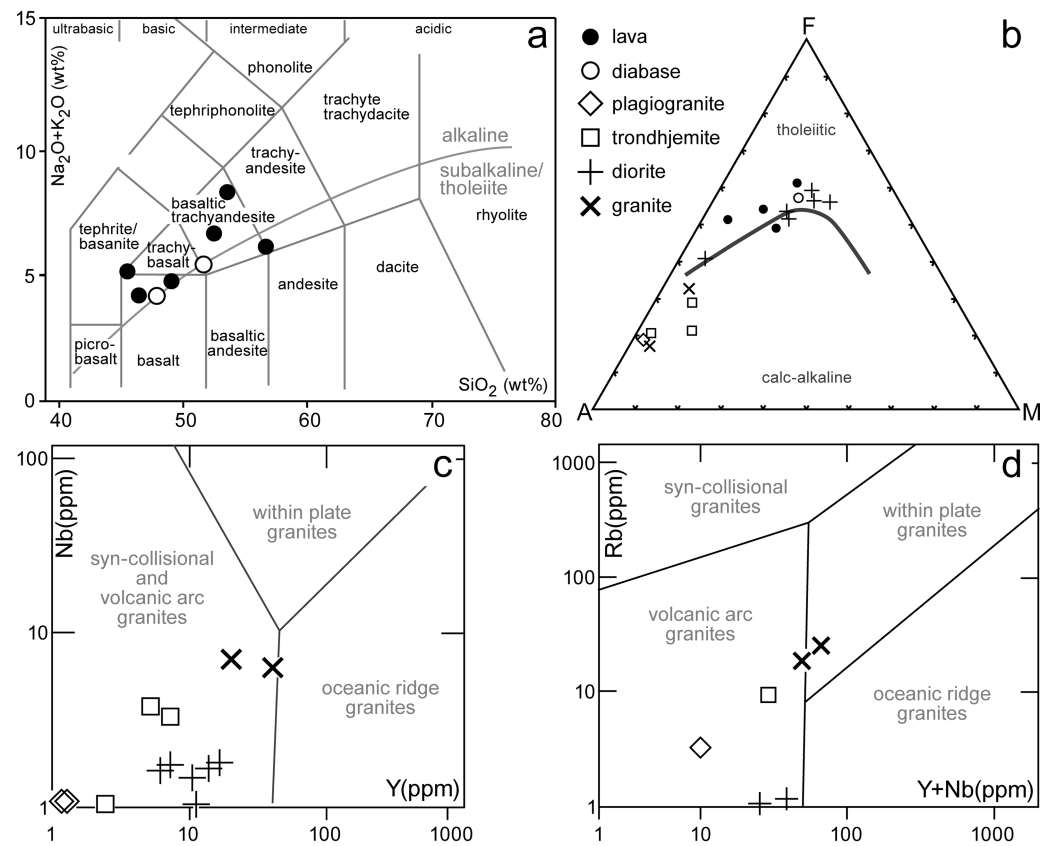 15
ultrabasic
basic
intermediate
acidic
a
phonolite
tephriphonolite
trachyte
trachydacite
Na2O+K2O (wt%)
10
alkaline
trachy-
andesite
subalkaline/
tholeiite
basaltic
trachyandesite
rhyolite
tephrite/
basanite
trachy-
basalt
5
andesite
dacite
picro-
basalt
basalt
basaltic
andesite
SiO2 (wt%)
0
40
50
60
70
80
b
lava
diabase
plagiogranite
trondhjemite
diorite
granite
F
tholeiitic
calc-alkaline
A
M
c
100
Nb(ppm)
within plate
granites
syn-collisional
and
volcanic arc
granites
10
oceanic ridge
granites
Y(ppm)
1
1
10
100
1000
d
1000
Rb(ppm)
syn-collisional
granites
within plate
granites
100
volcanic arc
granites
10
oceanic ridge
granites
Y+Nb(ppm)
1
1
10
100
1000